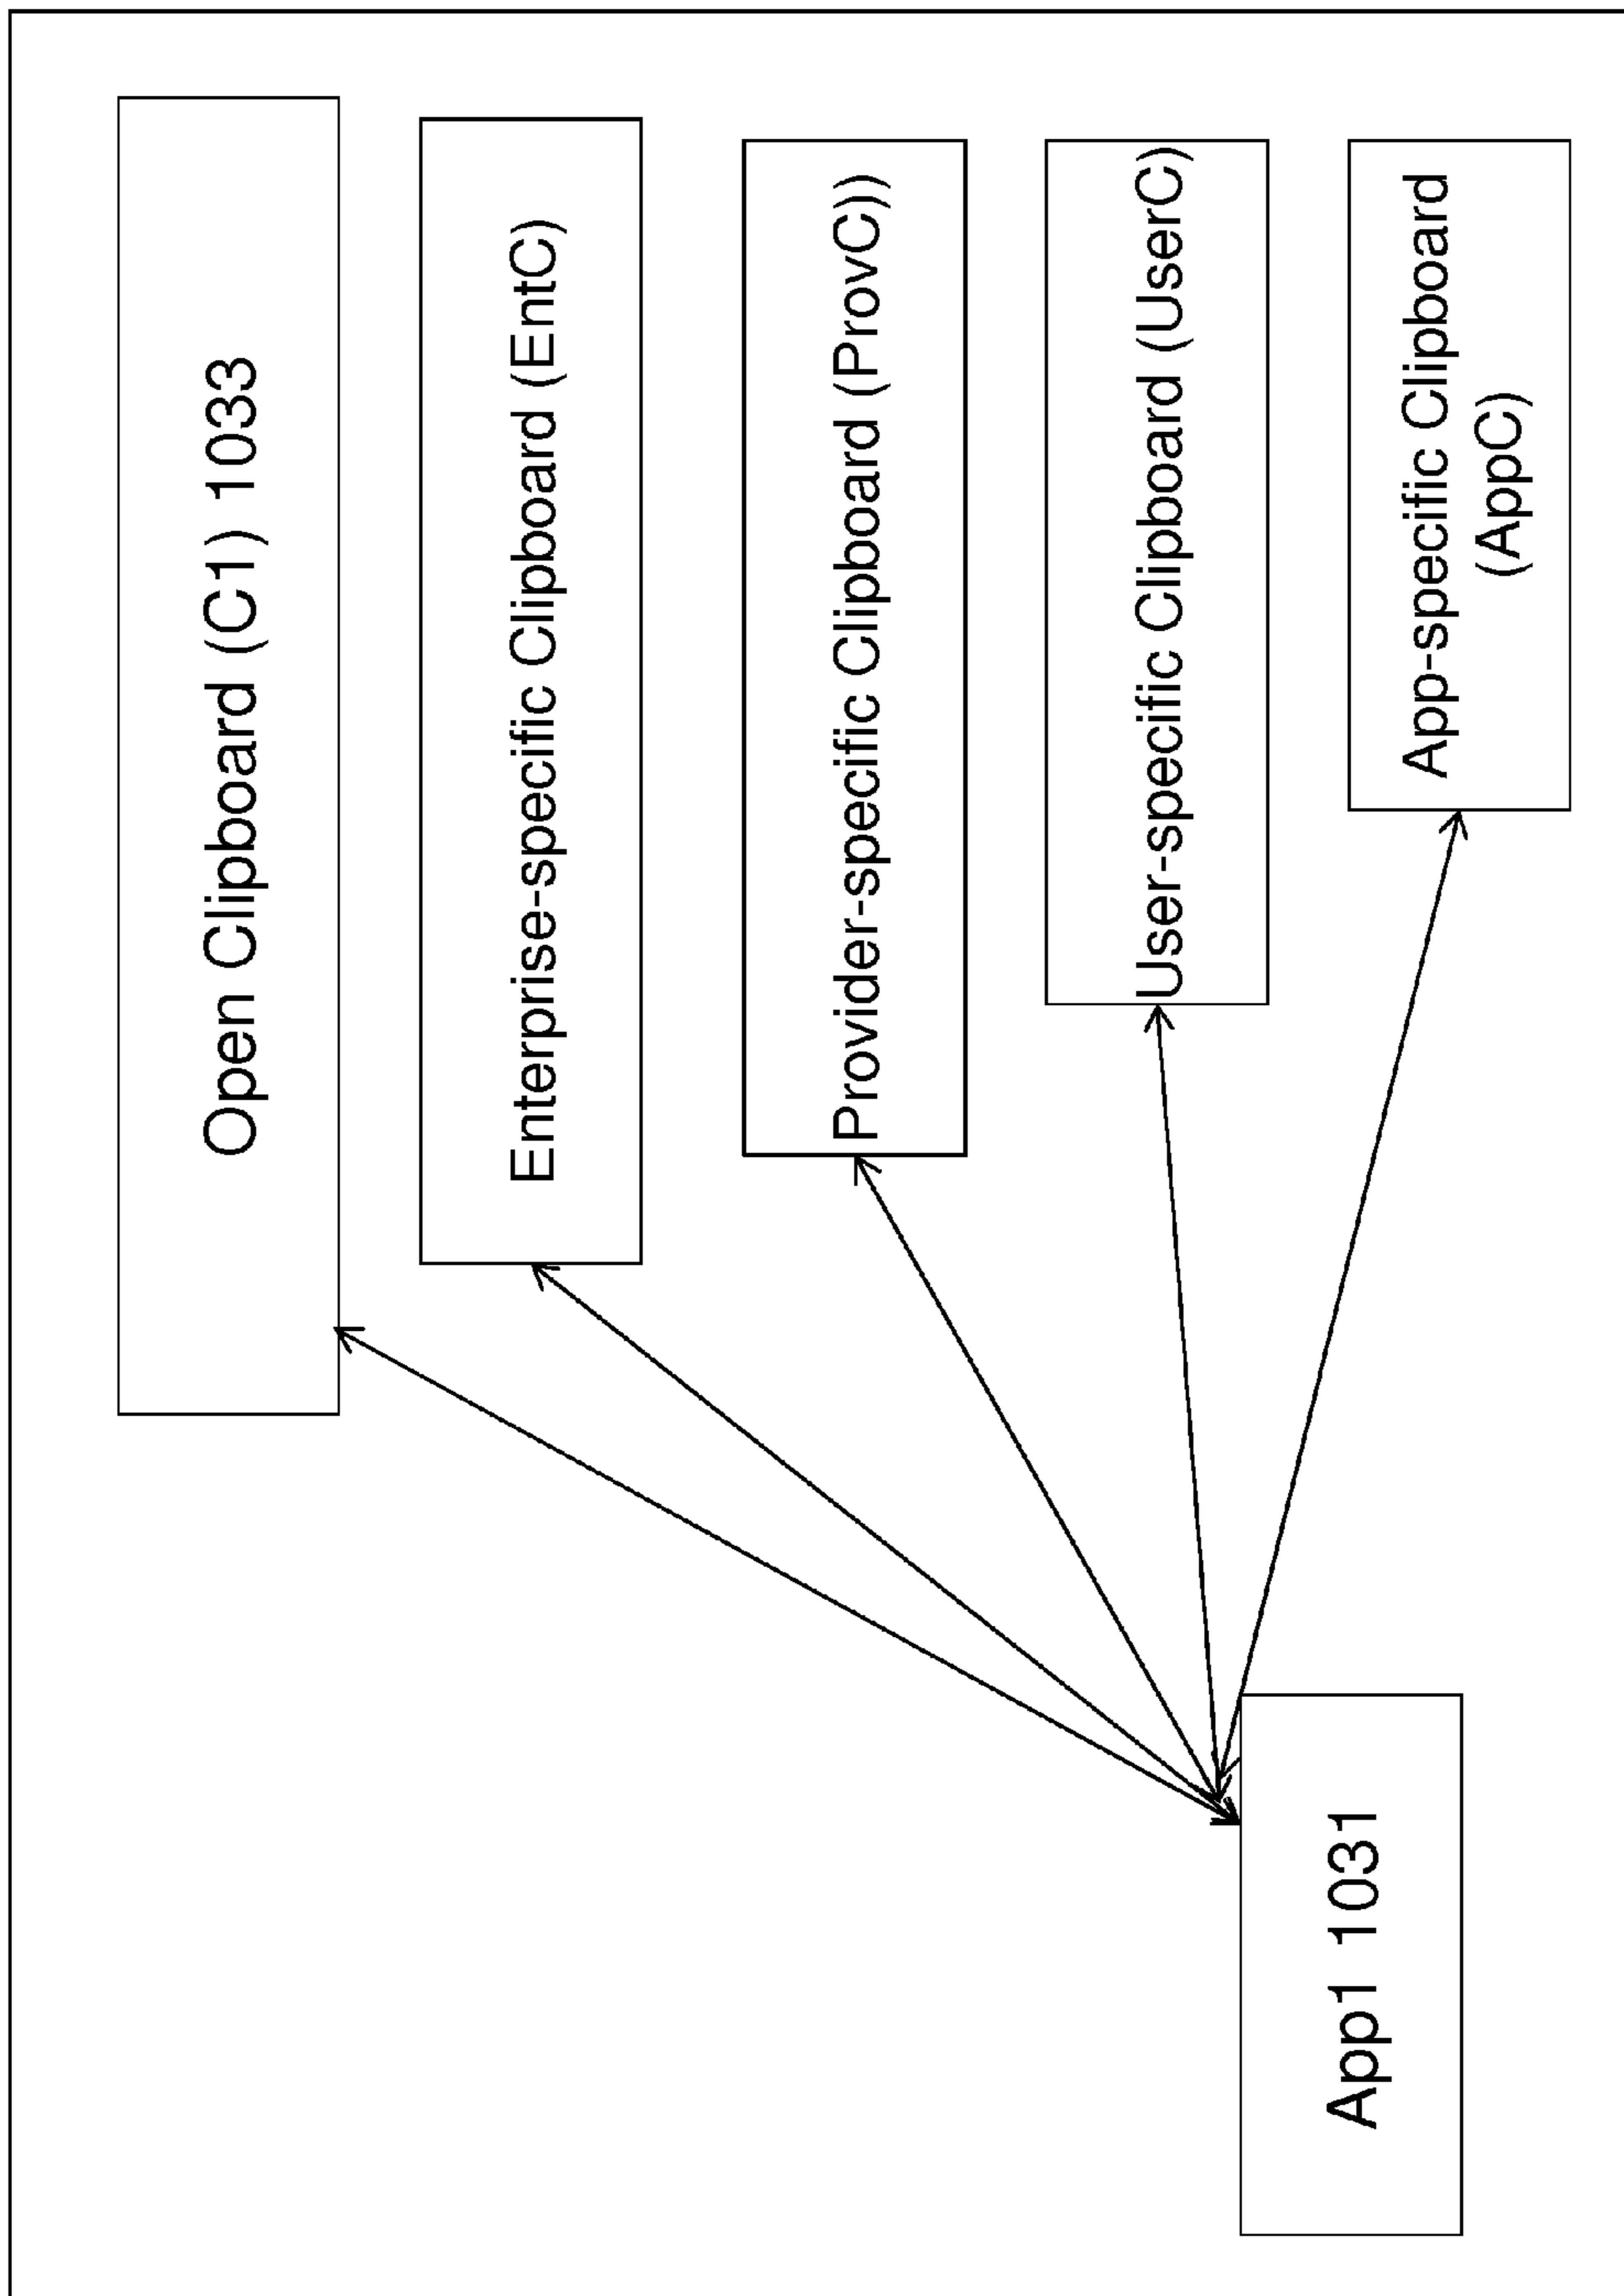 Open Clipboard (C1) 1033
Enterprise-specific Clipboard (EntC)
Provider-specific Clipboard (ProvC))
User-specific Clipboard (UserC)
App-specific Clipboard
(AppC)
App1 1031